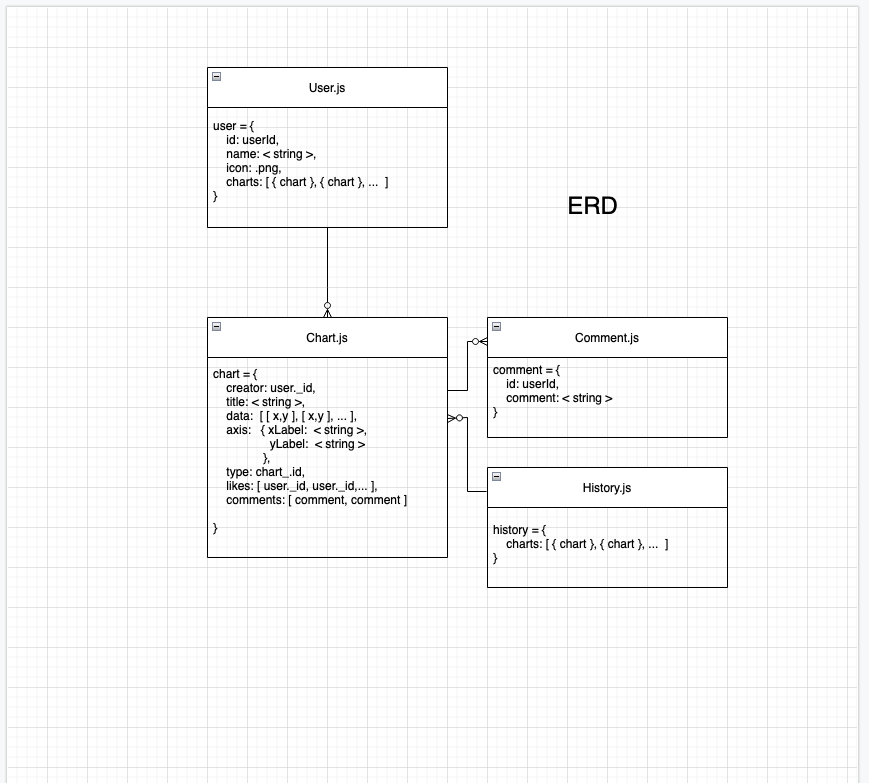 User.js
user = {
id: userId,
name: < string >,
icon: .png,
charts: [ { chart }, { chart }, ... ]
}
ERD
Chart.js
chart = {
creator: user._id,
title: < string >,
data: [ [ x,y ], [ x,y ], ... ],
axis: { xLabel: < string >,
yLabel: < string >
},
type: chart_.id,
likes: [ user._id, user._id,... ],
comments: [ comment, comment ]
}
Comment.js
comment = {
id: userId,
comment: < string >
}
History.js
history = {
charts: [ { chart }, { chart }, ... ]
}